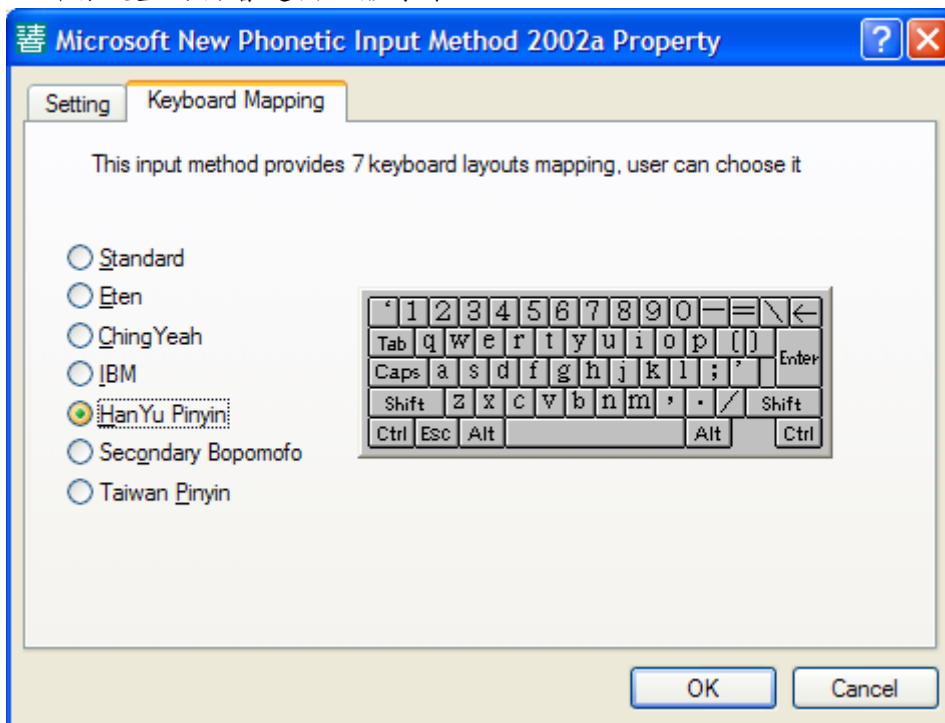 Microsoft New Phonetic Input Method 2002a Property
Setting
Keyboard Mapping
This input method provides 7 keyboard layouts mapping, user can choose it
Standard
Eten
ChingYeah
IBM
HanYu Pinyin
Secondary Bopomofo
Taiwan Pinyin
‘ 1 2 3 4 5 6 7 8 9 0 — = \ ←
Tab q w e r t y u i o p [ ]
Enter
Caps a s d f g h j k l ; ’
Shift z x c v b n m , . / Shift
Ctrl Esc Alt Alt Ctrl
OK
Cancel